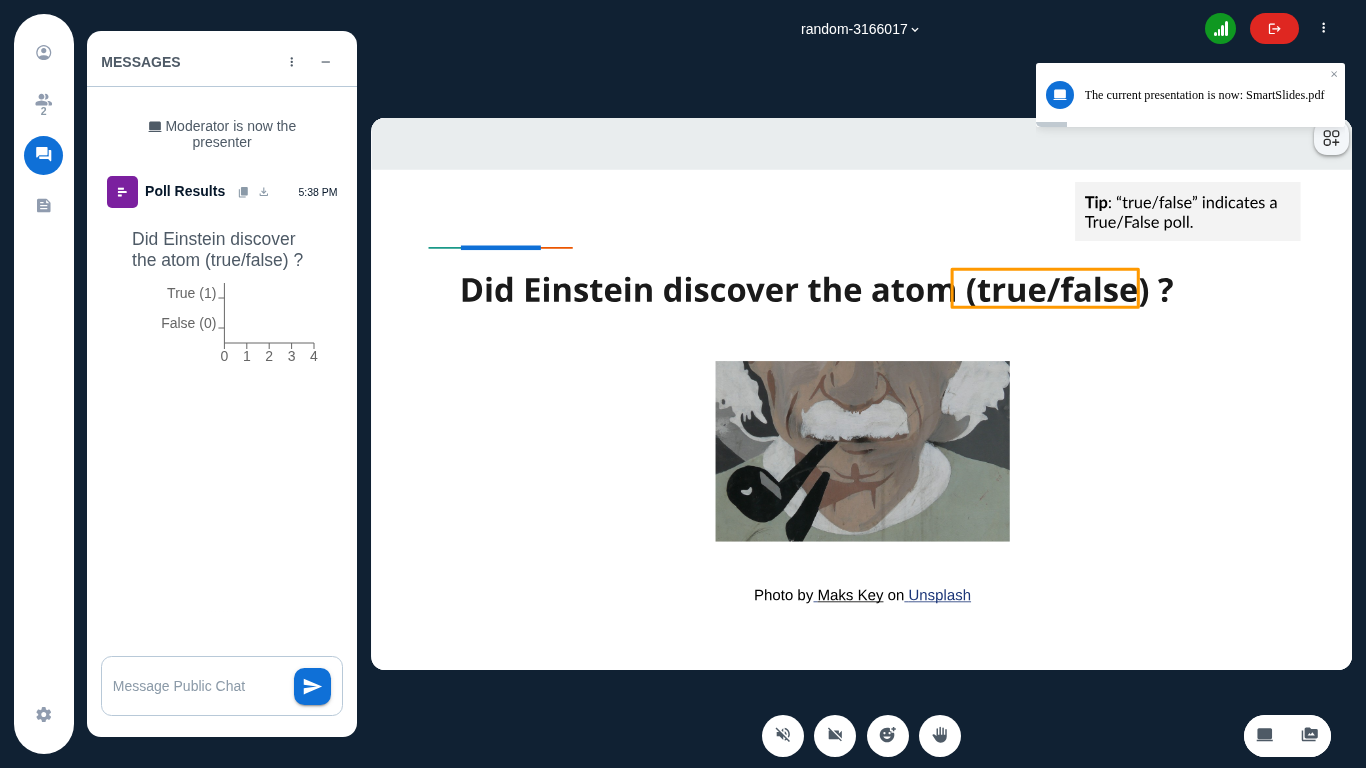 random-3166017
MESSAGES
2
The current presentation is now: SmartSlides.pdf
Moderator is now the
presenter
Poll Results
5:38 PM
Did Einstein discover
the atom (true/false) ?
True (1)
False (0)
0 1 2 3 4
Tip: “true/false” indicates a
True/False poll.
Did Einstein discover the atom (true/false) ?
Photo by Maks Key on Unsplash
Message Public Chat